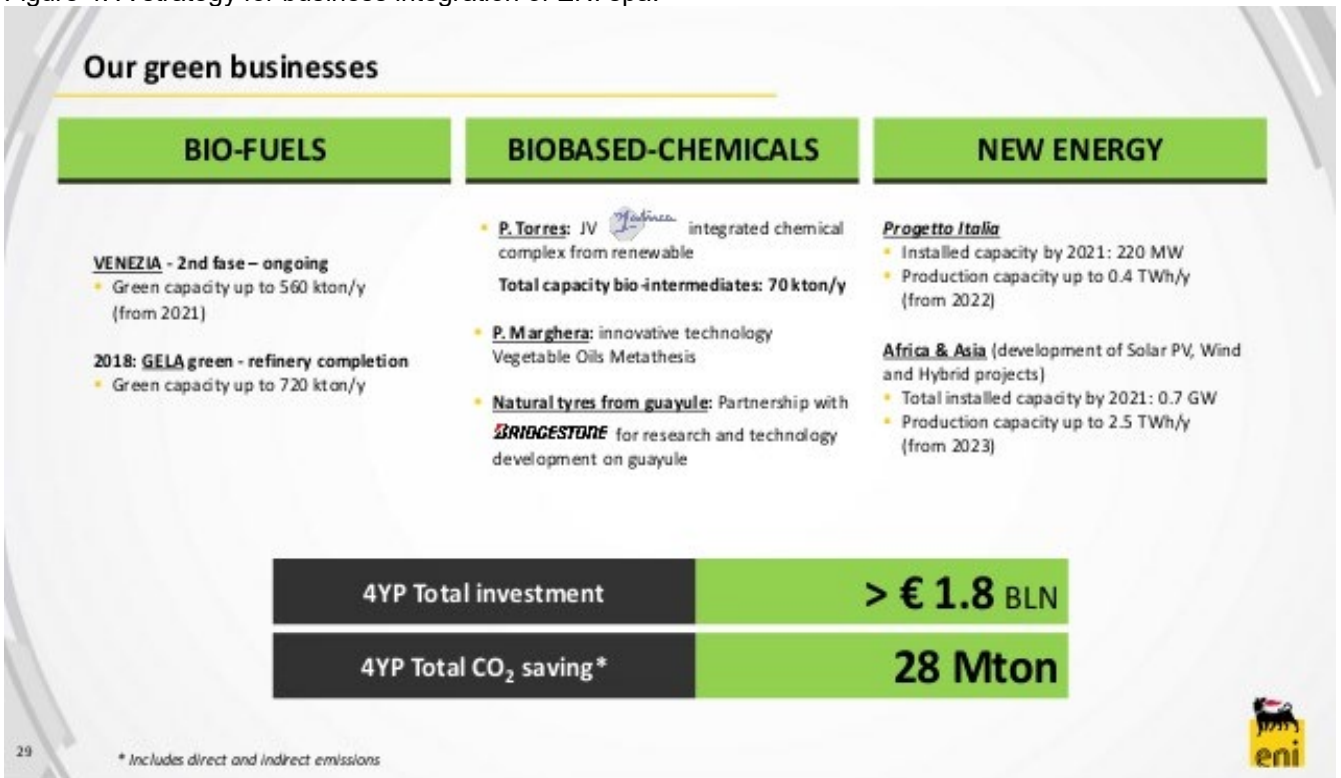 Our green businesses
BIO-FUELS
VENEZIA - 2nd fase – ongoing
Green capacity up to 560 kton/y
(from 2021)
2018: GELA green - refinery completion
Green capacity up to 720 kton/y
BIOBASED-CHEMICALS
P. Torres: JV integrated chemical
complex from renewable
Total capacity bio-intermediates: 70 kton/y
P. Marghera: innovative technology
Vegetable Oils Metathesis
Natural tyres from guayule: Partnership with
BRIDGESTONE for research and technology
development on guayule
NEW ENERGY
Progetto Italia
Installed capacity by 2021: 220 MW
Production capacity up to 0.4 TWh/y
(from 2022)
Africa & Asia (development of Solar PV, Wind
and Hybrid projects)
Total installed capacity by 2021: 0.7 GW
Production capacity up to 2.5 TWh/y
(from 2023)
4YP Total investment > € 1.8 BLN
4YP Total CO₂ saving* 28 Mton
29
* Includes direct and indirect emissions
eni